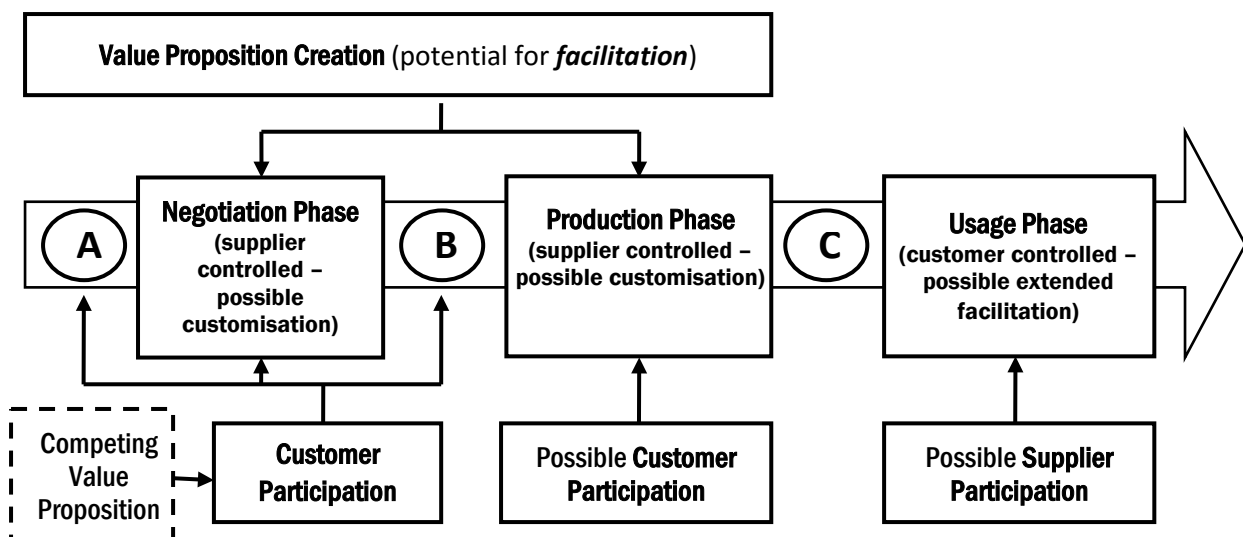 Value Proposition Creation (potential for facilitation)
A
Negotiation Phase
(supplier
controlled –
possible
customisation)
B
Production Phase
(supplier controlled –
possible customisation)
C
Usage Phase
(customer controlled –
possible extended
facilitation)
Competing
Value
Proposition
Customer
Participation
Possible Customer
Participation
Possible Supplier
Participation